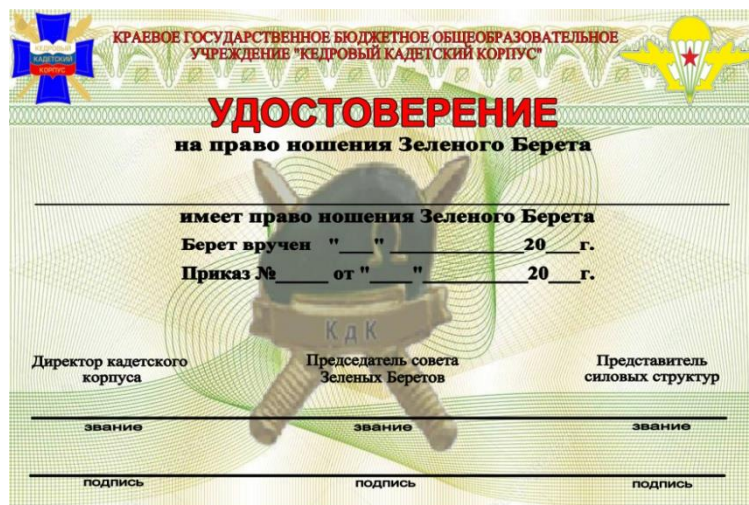 КЕДРОВЫЙ
КАДЕТСКИЙ
КОРПУС
КРАЕВОЕ ГОСУДАРСТВЕННОЕ БЮДЖЕТНОЕ ОБЩЕОБРАЗОВАТЕЛЬНОЕ
УЧРЕЖДЕНИЕ "КЕДРОВЫЙ КАДЕТСКИЙ КОРПУС"
УДОСТОВЕРЕНИЕ
на право ношения Зеленого Берета
имеет право ношения Зеленого Берета
Берет вручен "___"_____________20___г.
Приказ №_____ от "____"__________20___г.
КдК
Директор кадетского Председатель совета Представитель
корпуса Зеленых Беретов силовых структур
звание звание звание
подпись подпись подпись